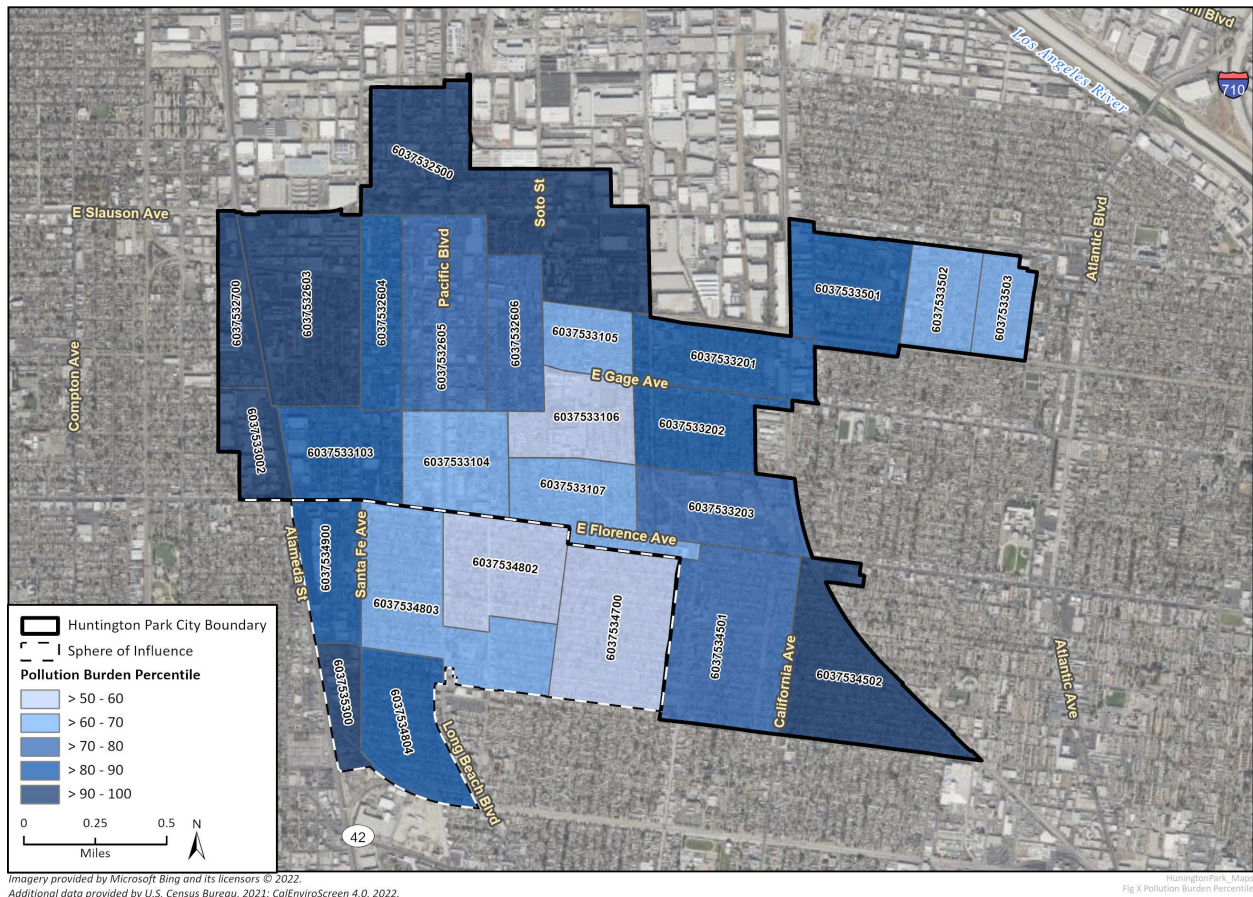 Los Angeles River
710
6037532500
E Slauson Ave
Soto St
Pacific Blvd
Atlantic Blvd
6037532700
6037532603
6037532604
6037532605
6037532606
6037533501
6037533502
6037533503
6037533105
6037533201
E Gage Ave
Compton Ave
6037533106
6037533202
6037533002
6037533103
6037533104
6037533107
6037533203
E Florence Ave
Alameda St
6037534900
Santa Fe Ave
6037534802
6037534803
6037534700
6037534501
California Ave
6037534502
Atlantic Ave
6037535300
6037534804
Long Beach Blvd
42
Huntington Park City Boundary
Sphere of Influence
Pollution Burden Percentile
> 50 - 60
> 60 - 70
> 70 - 80
> 80 - 90
> 90 - 100
0 0.25 0.5
Miles
N
Imagery provided by Microsoft Bing and its licensors © 2022.
Additional data provided by U.S. Census Bureau, 2021; CalEnviroScreen 4.0, 2022.
HuningtonPark_Maps
Fig X Pollution Burden Percentile